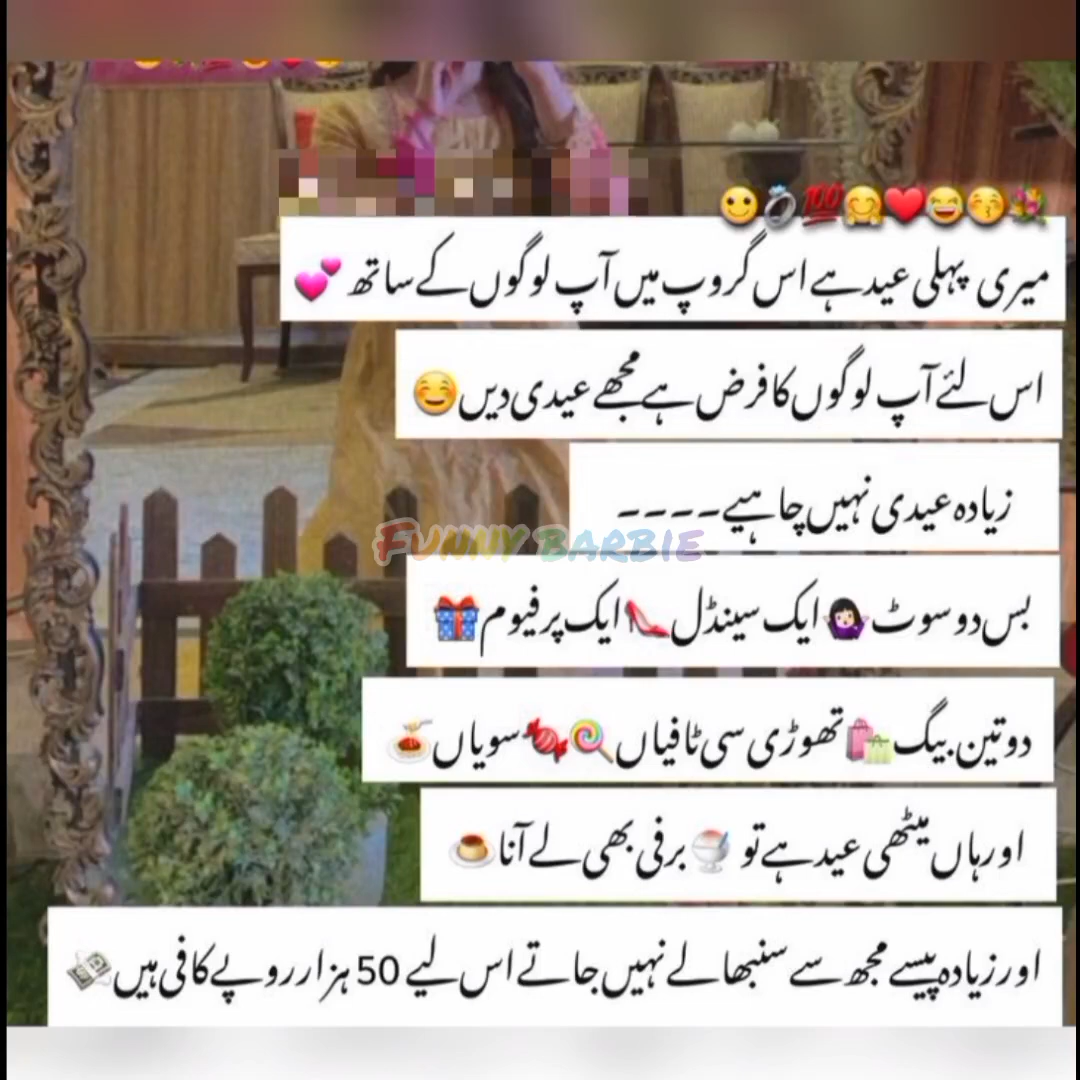 میری پہلی عید ہے اس گروپ میں آپ لوگوں کے ساتھ 💕
اس لئے آپ لوگوں کا فرض ہے مجھے عیدی دیں ☺️
زیادہ عیدی نہیں چاہیے۔۔۔۔
FUNNY BARBIE
بس دو سوٹ 🤷🏻‍♀️ ایک سینڈل 👠 ایک پرفیوم 🎁
دو تین بیگ 🛍️ تھوڑی سی ٹافیاں 🍭🍬 سویاں 🍝
اور ہاں میٹھی عید ہے تو 🍧 برفی بھی لے آنا 🍮
اور زیادہ پیسے مجھ سے سنبھالے نہیں جاتے اس لیے 50 ہزار روپے کافی ہیں 💵